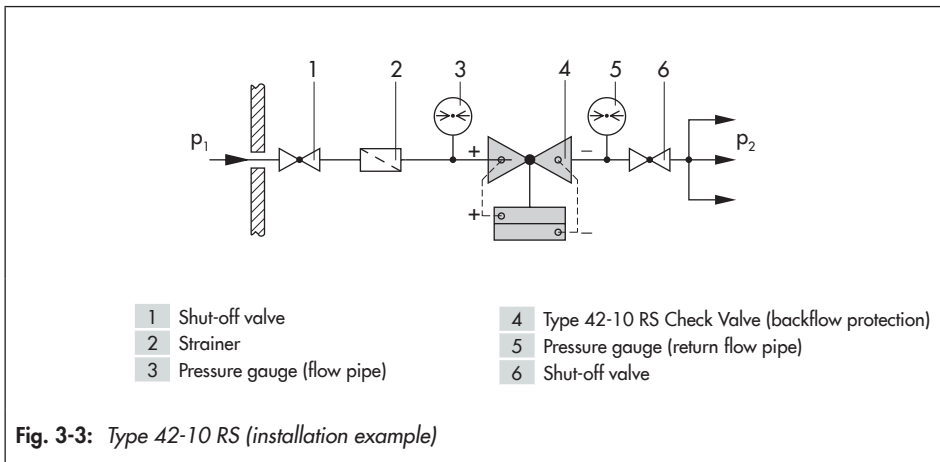 1 2 3 4 5 6
p1 + − p2
+ −
1 Shut-off valve
2 Strainer
3 Pressure gauge (flow pipe)
4 Type 42-10 RS Check Valve (backflow protection)
5 Pressure gauge (return flow pipe)
6 Shut-off valve
Fig. 3-3: Type 42-10 RS (installation example)